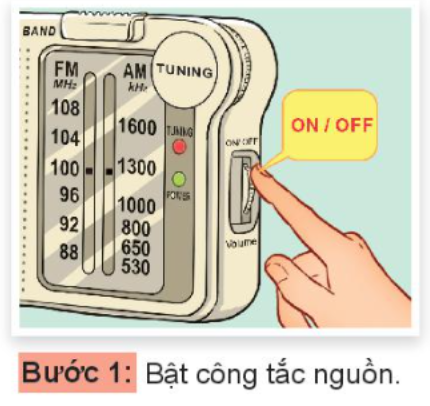 BAND
FM AM TUNING
MHz kHz
108
104 1600 TUNING
ON/OFF
ON / OFF
100 1300
96 1000 POWER
92 800
88 650
530
Volume
Bước 1: Bật công tắc nguồn.